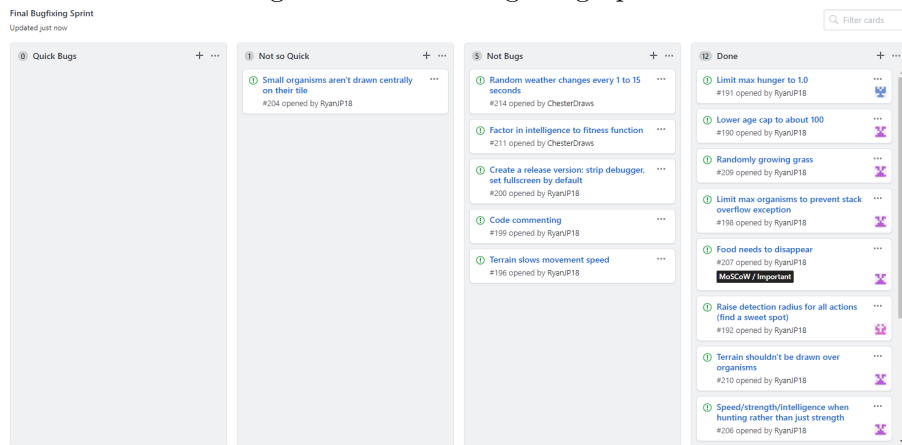 Final Bugfixing Sprint
Updated just now
Filter cards
0 Quick Bugs
1 Not so Quick
Small organisms aren't drawn centrally
on their tile
#204 opened by RyanJP18
5 Not Bugs
Random weather changes every 1 to 15
seconds
#214 opened by ChesterDraws
Factor in intelligence to fitness function
#211 opened by ChesterDraws
Create a release version: strip debugger,
set fullscreen by default
#200 opened by RyanJP18
Code commenting
#199 opened by RyanJP18
Terrain slows movement speed
#196 opened by RyanJP18
12 Done
Limit max hunger to 1.0
#191 opened by RyanJP18
Lower age cap to about 100
#190 opened by RyanJP18
Randomly growing grass
#209 opened by RyanJP18
Limit max organisms to prevent stack
overflow exception
#198 opened by RyanJP18
Food needs to disappear
#207 opened by RyanJP18
MoSCoW / Important
Raise detection radius for all actions
(find a sweet spot)
#192 opened by RyanJP18
Terrain shouldn't be drawn over
organisms
#210 opened by RyanJP18
Speed/strength/intelligence when
hunting rather than just strength
#206 opened by RyanJP18